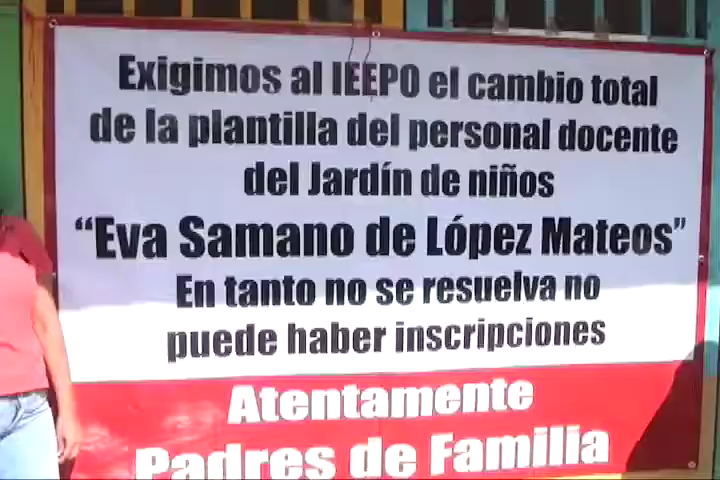 Exigimos al IEEPO el cambio total
de la plantilla del personal docente
del Jardín de niños
“Eva Samano de López Mateos”
En tanto no se resuelva no
puede haber inscripciones
Atentamente
Padres de Familia